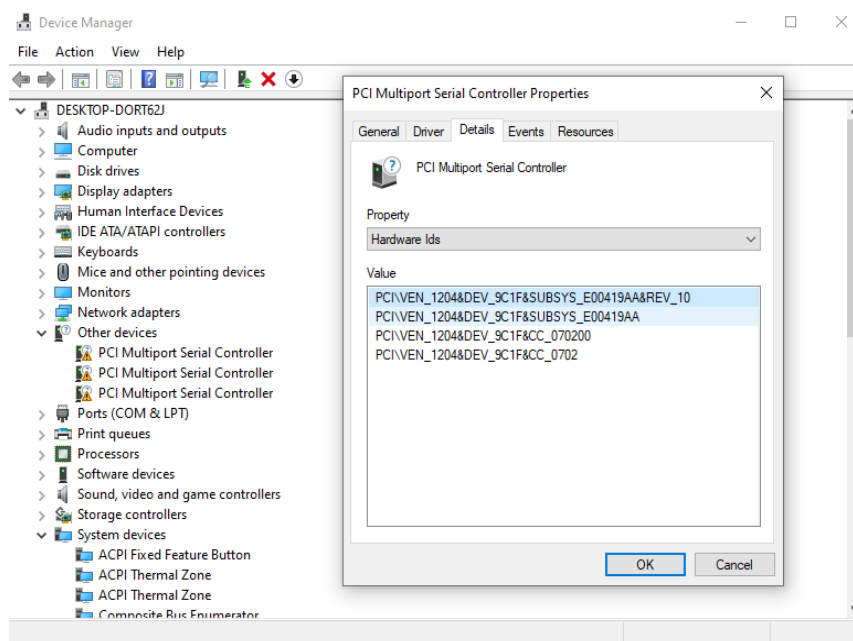 Device Manager
File Action View Help
DESKTOP-DORT62J
Audio inputs and outputs
Computer
Disk drives
Display adapters
Human Interface Devices
IDE ATA/ATAPI controllers
Keyboards
Mice and other pointing devices
Monitors
Network adapters
Other devices
PCI Multiport Serial Controller
PCI Multiport Serial Controller
PCI Multiport Serial Controller
Ports (COM & LPT)
Print queues
Processors
Software devices
Sound, video and game controllers
Storage controllers
System devices
ACPI Fixed Feature Button
ACPI Thermal Zone
ACPI Thermal Zone
Composite Bus Enumerator
PCI Multiport Serial Controller Properties
General Driver Details Events Resources
PCI Multiport Serial Controller
Property
Hardware Ids
Value
PCI\VEN_1204&DEV_9C1F&SUBSYS_E00419AA&REV_10
PCI\VEN_1204&DEV_9C1F&SUBSYS_E00419AA
PCI\VEN_1204&DEV_9C1F&CC_070200
PCI\VEN_1204&DEV_9C1F&CC_0702
OK Cancel